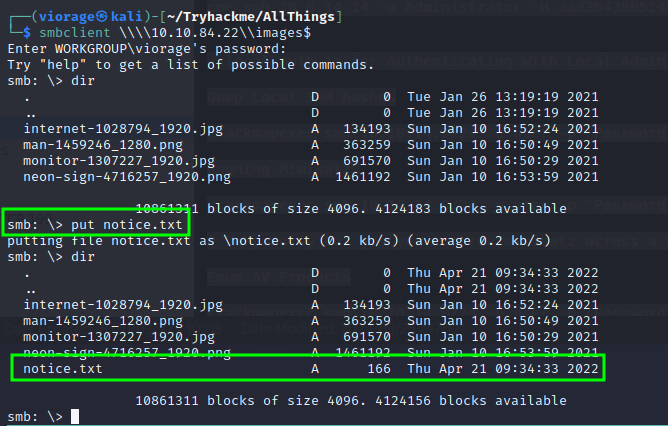 ┌──(viorage㉿kali)-[~/Tryhackme/AllThings]
└─$ smbclient \\\\10.10.84.22\\images$
Enter WORKGROUP\viorage's password:
Try "help" to get a list of possible commands.
smb: \> dir
  .                                   D        0  Tue Jan 26 13:19:19 2021
  ..                                  D        0  Tue Jan 26 13:19:19 2021
  internet-1028794_1920.jpg           A   134193  Sun Jan 10 16:52:24 2021
  man-1459246_1280.png                A   363259  Sun Jan 10 16:50:49 2021
  monitor-1307227_1920.jpg            A   691570  Sun Jan 10 16:50:29 2021
  neon-sign-4716257_1920.png          A  1461192  Sun Jan 10 16:53:59 2021
                10861311 blocks of size 4096. 4124183 blocks available
smb: \> put notice.txt
putting file notice.txt as \notice.txt (0.2 kb/s) (average 0.2 kb/s)
smb: \> dir
  .                                   D        0  Thu Apr 21 09:34:33 2022
  ..                                  D        0  Thu Apr 21 09:34:33 2022
  internet-1028794_1920.jpg           A   134193  Sun Jan 10 16:52:24 2021
  man-1459246_1280.png                A   363259  Sun Jan 10 16:50:49 2021
  monitor-1307227_1920.jpg            A   691570  Sun Jan 10 16:50:29 2021
  neon-sign-4716257_1920.png          A  1461192  Sun Jan 10 16:53:59 2021
  notice.txt                          A      166  Thu Apr 21 09:34:33 2022
                10861311 blocks of size 4096. 4124156 blocks available
smb: \>